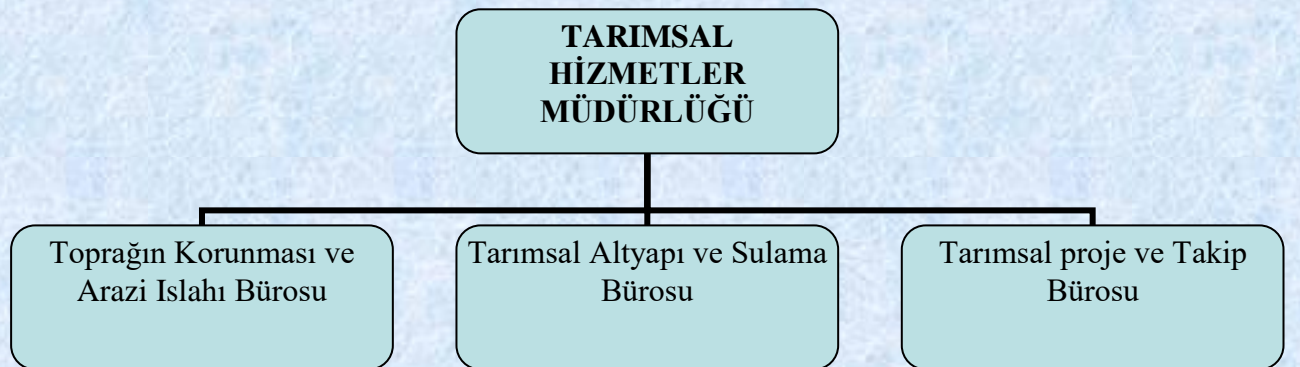 TARIMSAL
HİZMETLER
MÜDÜRLÜĞÜ
Toprağın Korunması ve
Arazi Islahı Bürosu
Tarımsal Altyapı ve Sulama
Bürosu
Tarımsal proje ve Takip
Bürosu